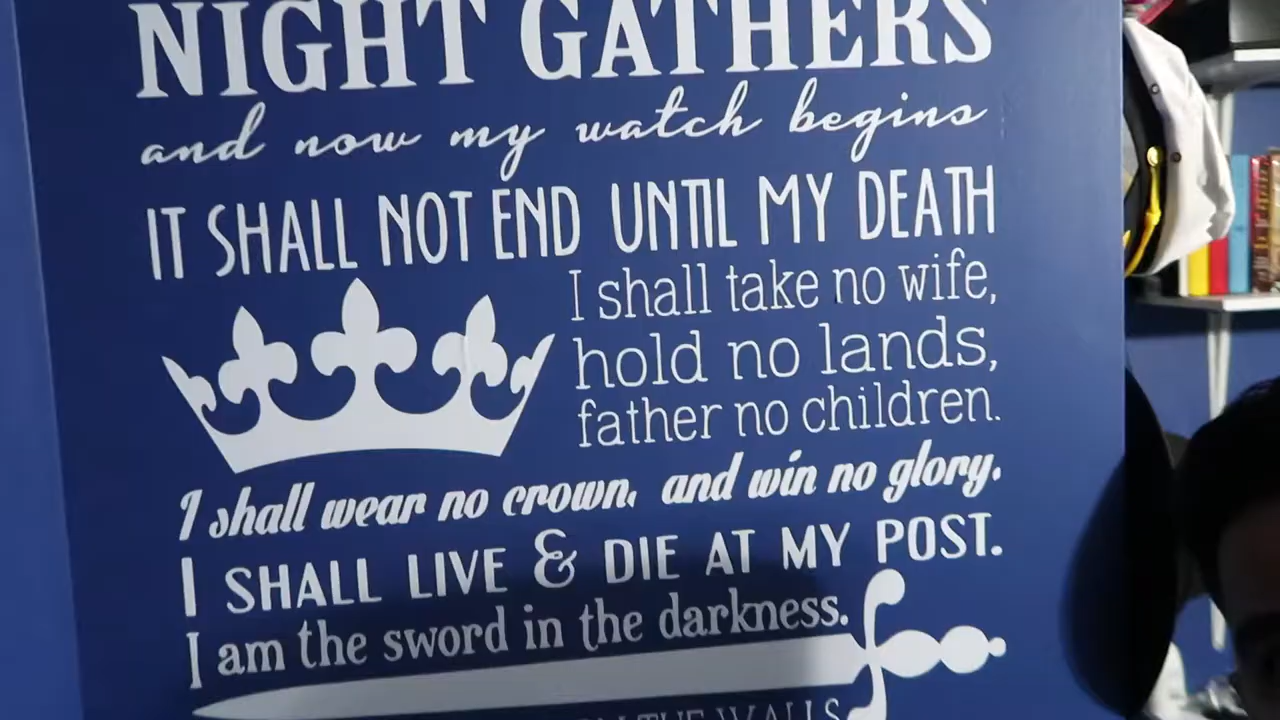 NIGHT GATHERS
and now my watch begins
IT SHALL NOT END UNTIL MY DEATH
I shall take no wife,
hold no lands,
father no children.
I shall wear no crown, and win no glory.
I SHALL LIVE & DIE AT MY POST.
I am the sword in the darkness.
THE WALLS